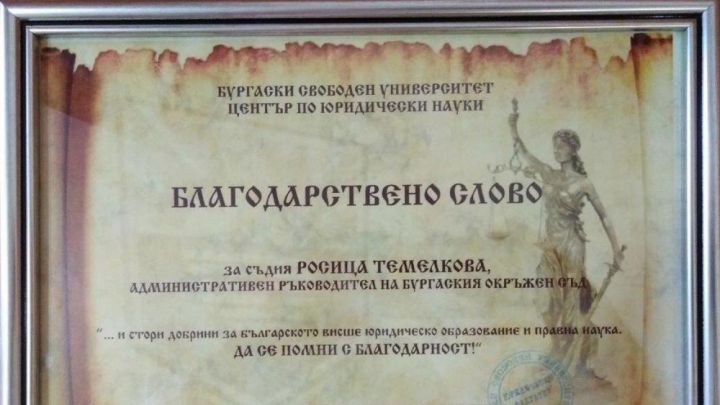 БУРГАСКИ СВОБОДЕН УНИВЕРСИТЕТ
ЦЕНТЪР ПО ЮРИДИЧЕСКИ НАУКИ
БЛАГОДАРСТВЕНО СЛОВО
за съдия РОСИЦА ТЕМЕЛКОВА,
АДМИНИСТРАТИВЕН РЪКОВОДИТЕЛ НА БУРГАСКИЯ ОКРЪЖЕН СЪД
"... и стори добрини за българското висше юридическо образование и правна наука.
ДА СЕ ПОМНИ С БЛАГОДАРНОСТ!"